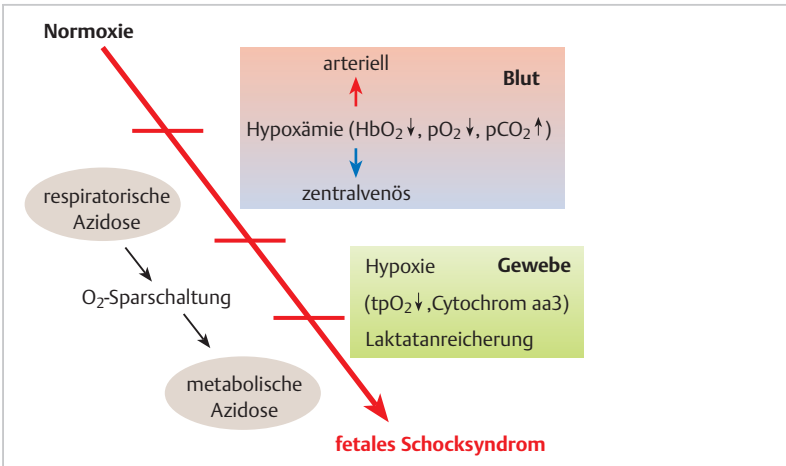 Normoxie
arteriell
Blut
Hypoxämie (HbO₂↓, pO₂↓, pCO₂↑)
zentralvenös
respiratorische
Azidose
O₂-Sparschaltung
metabolische
Azidose
Hypoxie
Gewebe
(tpO₂↓,Cytochrom aa3)
Laktatanreicherung
fetales Schocksyndrom